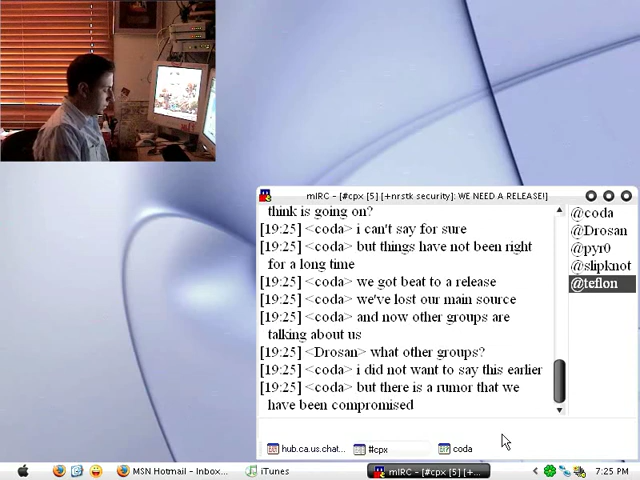 mIRC - [#cpx [5] [+nrstk security]: WE NEED A RELEASE!]
think is going on?
[19:25] <coda> i can't say for sure
[19:25] <coda> but things have not been right
for a long time
[19:25] <coda> we got beat to a release
[19:25] <coda> we've lost our main source
[19:25] <coda> and now other groups are
talking about us
[19:25] <Drosan> what other groups?
[19:25] <coda> i did not want to say this earlier
[19:25] <coda> but there is a rumor that we
have been compromised
@coda
@Drosan
@pyr0
@slipknot
@teflon
hub.ca.us.chat...
#cpx
coda
MSN Hotmail - Inbox...
iTunes
mIRC - [#cpx [5] [+...
7:25 PM